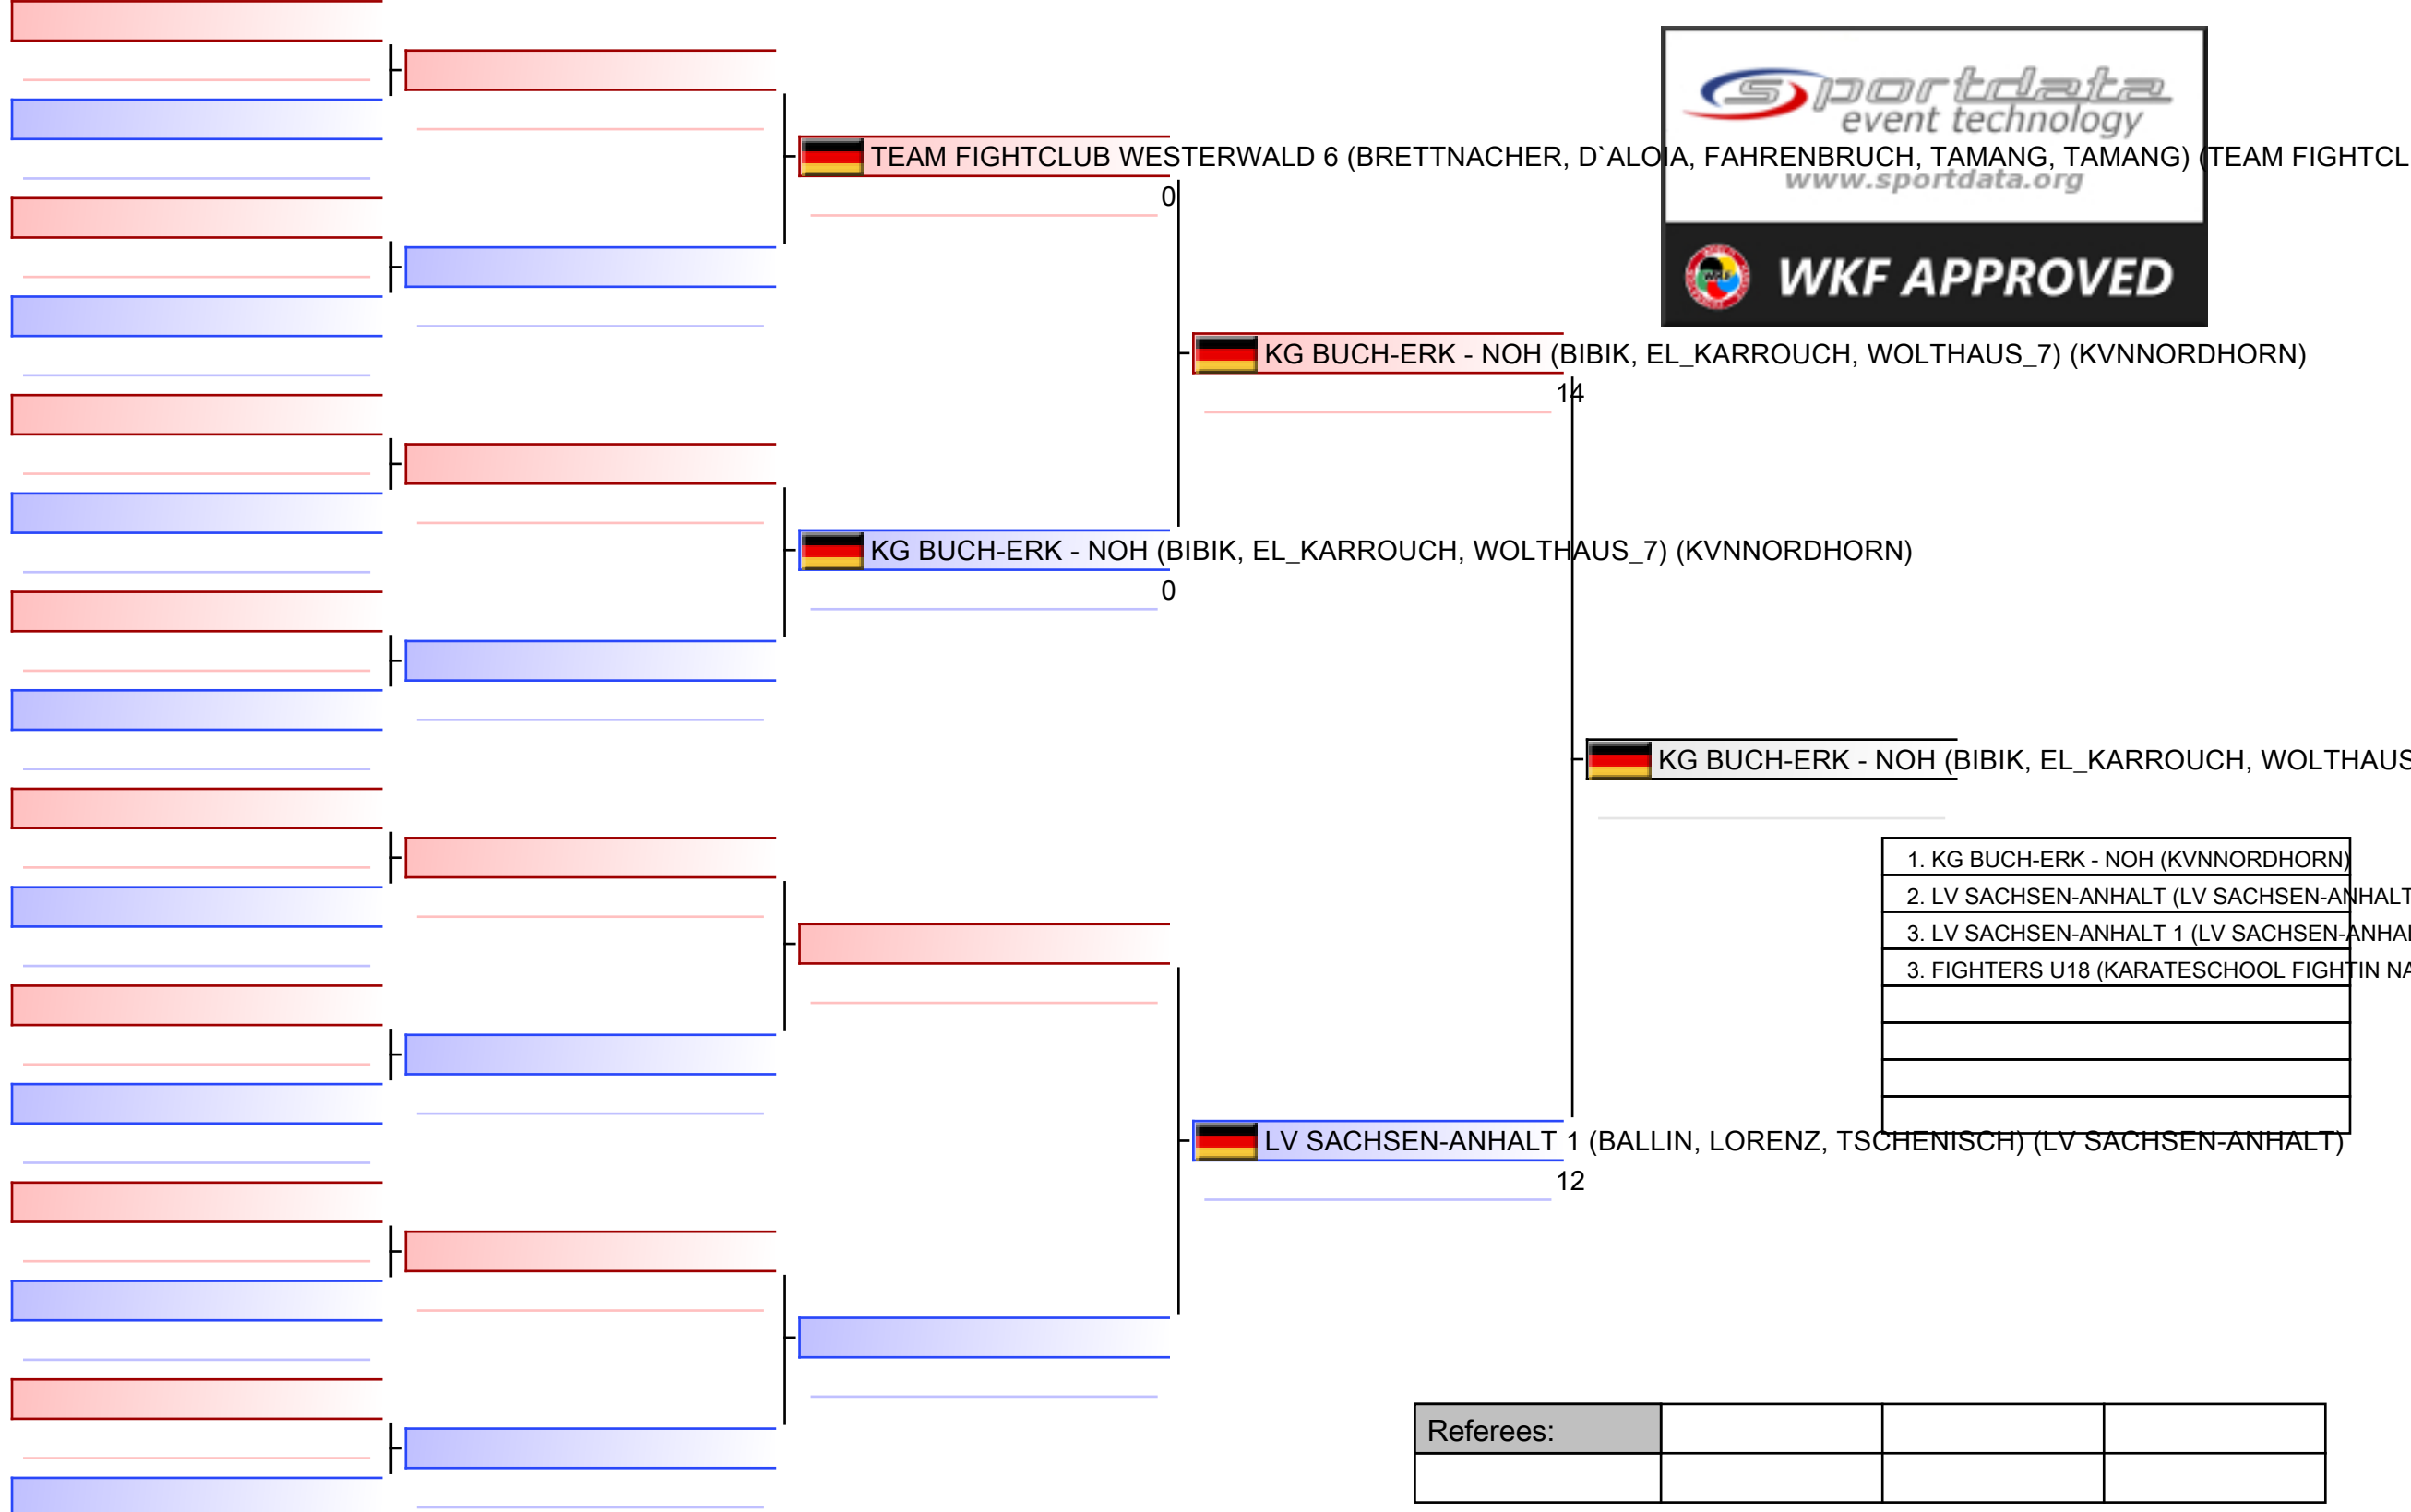 sportdata
event technology
TEAM FIGHTCLUB WESTERWALD 6 (BRETTNACHER, D`ALOIA, FAHRENBRUCH, TAMANG, TAMANG) (TEAM FIGHTCL
www.sportdata.org
0
WKF APPROVED
KG BUCH-ERK - NOH (BIBIK, EL_KARROUCH, WOLTHAUS_7) (KVNNORDHORN)
14
KG BUCH-ERK - NOH (BIBIK, EL_KARROUCH, WOLTHAUS_7) (KVNNORDHORN)
0
KG BUCH-ERK - NOH (BIBIK, EL_KARROUCH, WOLTHAUS
1. KG BUCH-ERK - NOH (KVNNORDHORN)
2. LV SACHSEN-ANHALT (LV SACHSEN-ANHALT
3. LV SACHSEN-ANHALT 1 (LV SACHSEN-ANHAL
3. FIGHTERS U18 (KARATESCHOOL FIGHTIN NA
LV SACHSEN-ANHALT 1 (BALLIN, LORENZ, TSCHENISCH) (LV SACHSEN-ANHALT)
12
Referees: